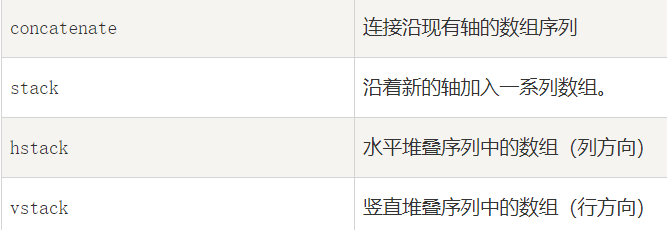 concatenate 连接沿现有轴的数组序列
stack 沿着新的轴加入一系列数组。
hstack 水平堆叠序列中的数组（列方向）
vstack 竖直堆叠序列中的数组（行方向）